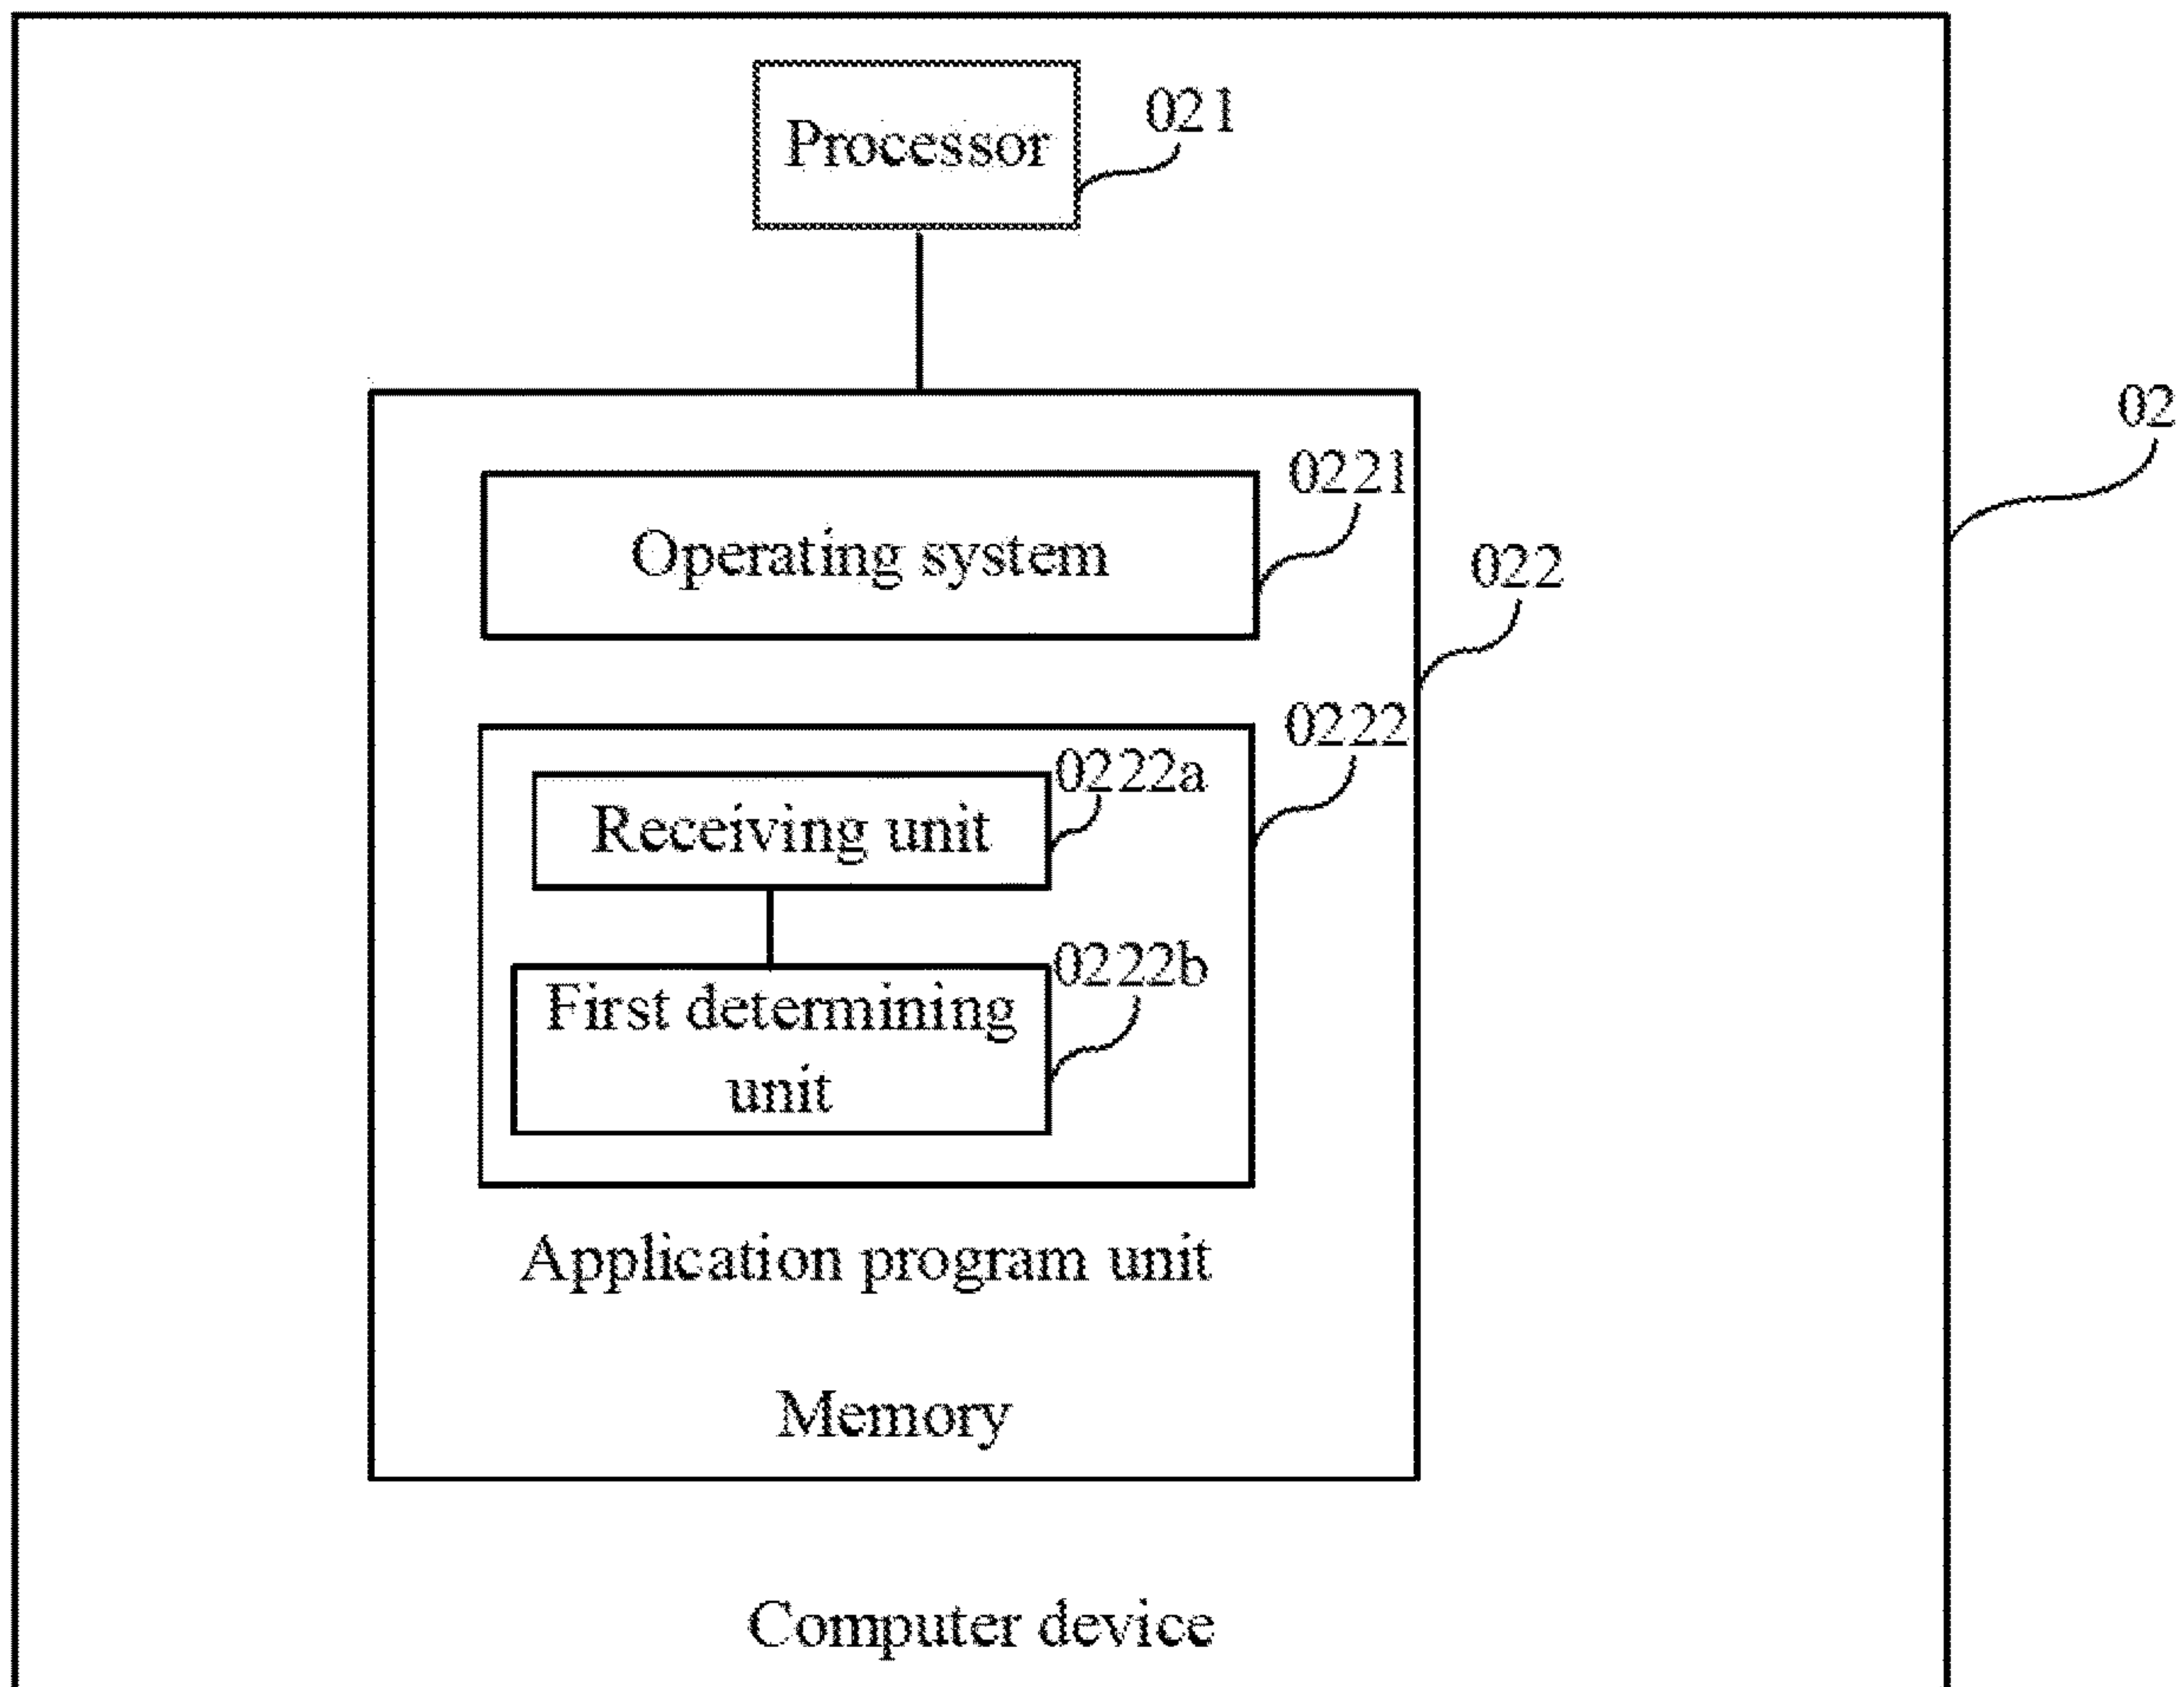 Processor
021
02
0221
Operating system
022
0222
0222a
Receiving unit
0222b
First determining
unit
Application program unit
Memory
Computer device